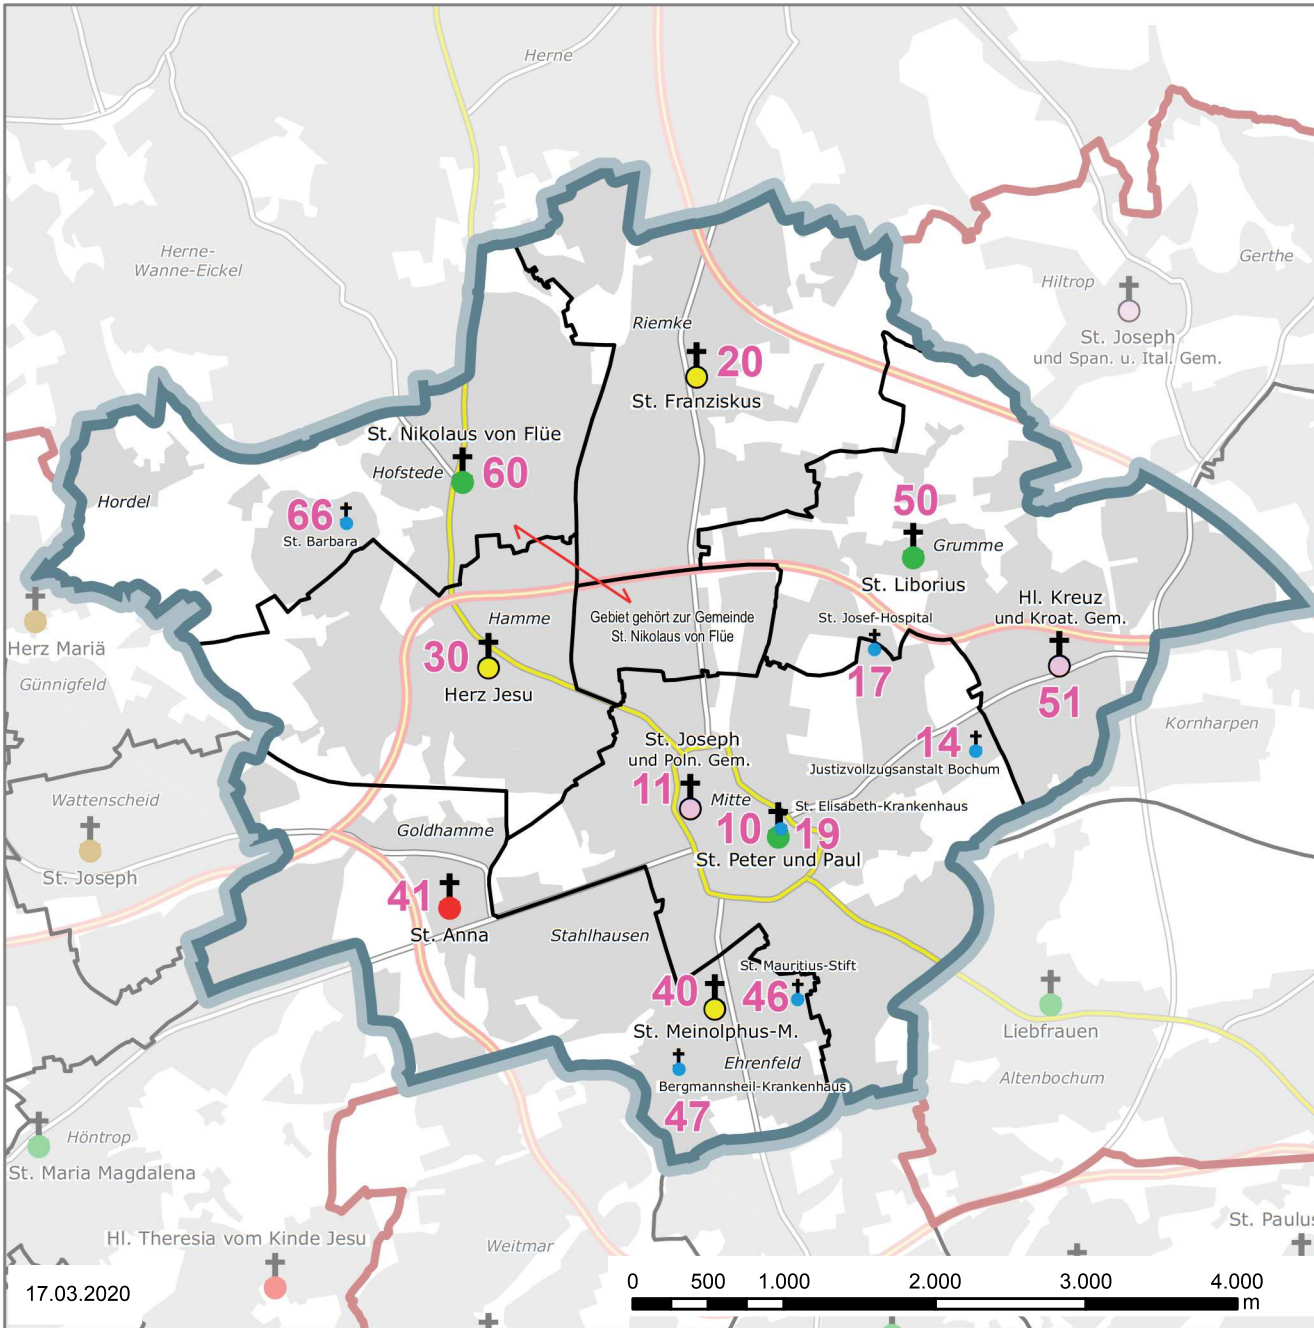 Herne
Herne-
Wanne-Eickel
Gerthe
Hiltrop
St. Joseph
und Span. u. Ital. Gem.
Riemke
20
St. Franziskus
St. Nikolaus von Flüe
Hofstede
60
Hordel
66
St. Barbara
50
Grumme
St. Liborius
Hl. Kreuz
und Kroat. Gem.
51
Hamme
30
Herz Jesu
Gebiet gehört zur Gemeinde
St. Nikolaus von Flüe
St. Josef-Hospital
17
Herz Mariä
Günnigfeld
Kornharpen
14
Justizvollzugsanstalt Bochum
St. Joseph
und Poln. Gem.
11
Mitte
St. Elisabeth-Krankenhaus
10
19
St. Peter und Paul
Wattenscheid
St. Joseph
Goldhamme
41
St. Anna
Stahlhausen
St. Mauritius-Stift
40
46
St. Meinolphus-M.
Ehrenfeld
Bergmannsheil-Krankenhaus
47
Liebfrauen
Altenbochum
Höntrop
St. Maria Magdalena
Hl. Theresia vom Kinde Jesu
Weitmar
St. Paulus
17.03.2020
0 500 1.000 2.000 3.000 4.000
m